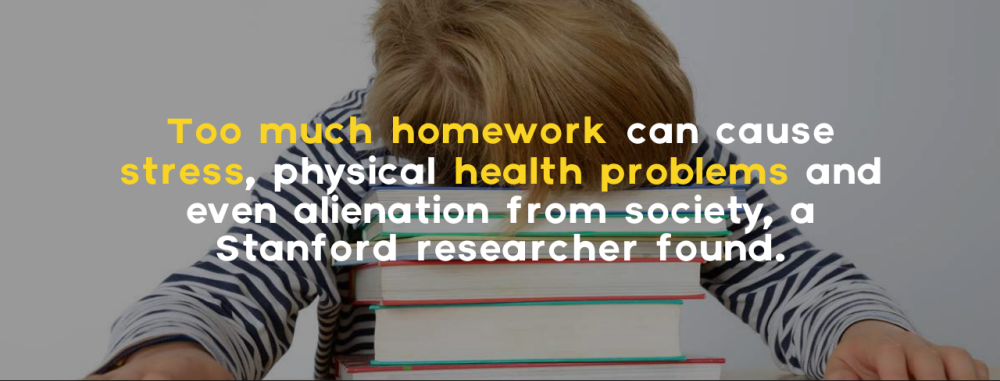 Too much homework can cause
stress, physical health problems and
even alienation from society, a
Stanford researcher found.